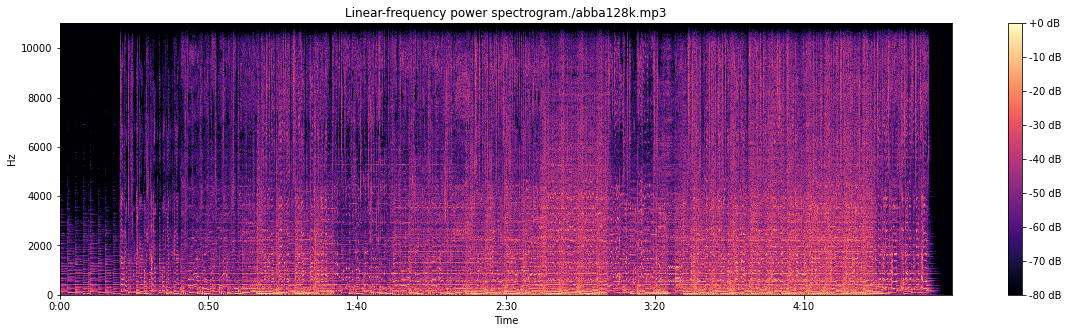 Linear-frequency power spectrogram./abba128k.mp3
Hz
10000
8000
6000
4000
2000
0
0:00 0:50 1:40 2:30 3:20 4:10
Time
+0 dB
-10 dB
-20 dB
-30 dB
-40 dB
-50 dB
-60 dB
-70 dB
-80 dB